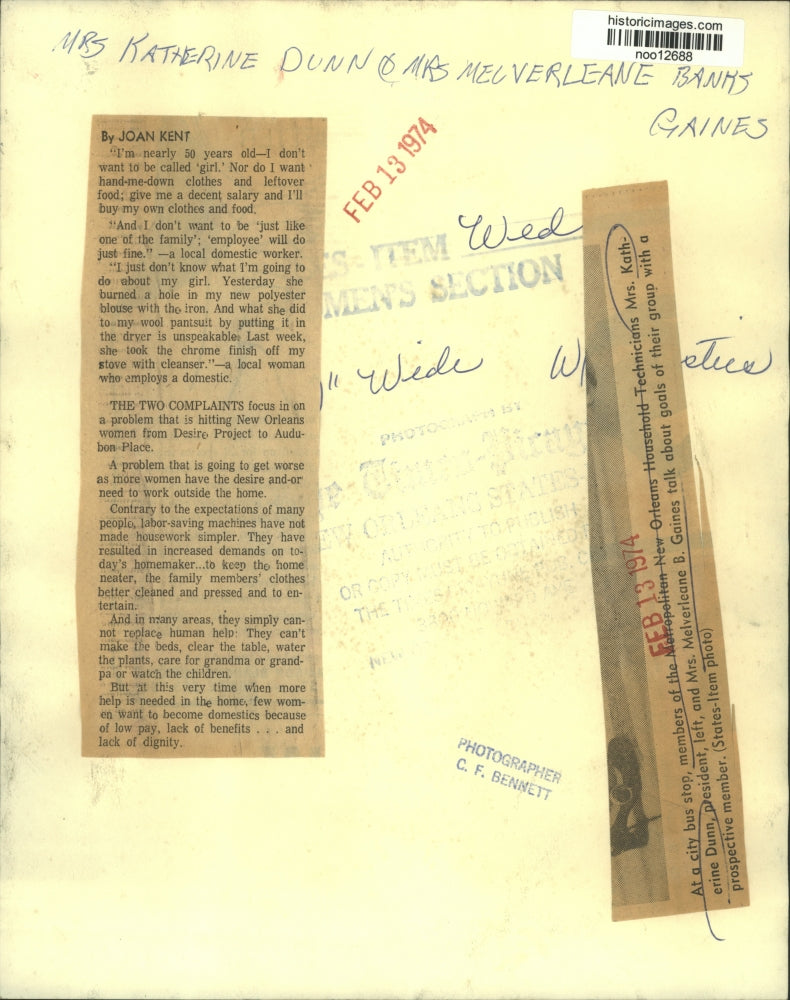 historicimages.com
noo12688
MRS KATHERINE DUNN & MRS MELVERLEANE BANKS
GAINES
By JOAN KENT
"I'm nearly 50 years old—I don't
want to be called 'girl.' Nor do I want
hand-me-down clothes and leftover
food; give me a decent salary and I'll
buy my own clothes and food.
"And I don't want to be 'just like
one of the family'; 'employee' will do
just fine." —a local domestic worker.
"I just don't know what I'm going to
do about my girl. Yesterday she
burned a hole in my new polyester
blouse with the iron. And what she did
to my wool pantsuit by putting it in
the dryer is unspeakable. Last week,
she took the chrome finish off my
stove with cleanser."—a local woman
who employs a domestic.
THE TWO COMPLAINTS focus in on
a problem that is hitting New Orleans
women from Desire Project to Audu-
bon Place.
A problem that is going to get worse
as more women have the desire and-or
need to work outside the home.
Contrary to the expectations of many
people, labor-saving machines have not
made housework simpler. They have
resulted in increased demands on to-
day's homemaker...to keep the home
neater, the family members' clothes
better cleaned and pressed and to en-
tertain.
And in many areas, they simply can-
not replace human help: They can't
make the beds, clear the table, water
the plants, care for grandma or grand-
pa or watch the children.
But at this very time when more
help is needed in the home, few wom-
en want to become domestics because
of low pay, lack of benefits . . . and
lack of dignity.
FEB 13 1974
S ITEM Wed
MEN'S SECTION
" Wide
PHOTOGRAPH BY
NEW ORLEANS STATES-
TO PUBLISH
OR
PHOTOGRAPHER
C. F. BENNETT
At a city bus stop, members of the Metropolitan New Orleans Household Technicians Mrs. Kath-
erine Dunn, president, left, and Mrs. Melverleane B. Gaines talk about goals of their group with a
prospective member. (States-Item photo)
FEB 13 1974